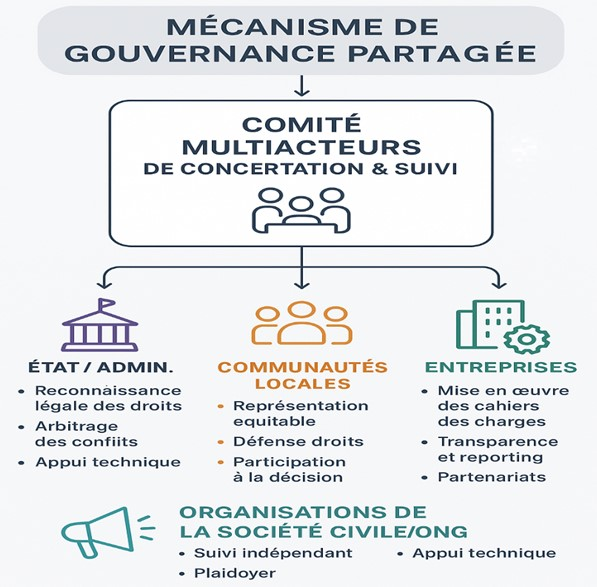 MÉCANISME DE
GOUVERNANCE PARTAGÉE
COMITÉ
MULTIACTEURS
DE CONCERTATION & SUIVI
ÉTAT / ADMIN.
• Reconnaissance
légale des droits
• Arbitrage
des confiits
• Appui technique
COMMUNAUTÉS
LOCALES
• Représentation
equitable
• Défense droits
• Participation
à la décision
ENTREPRISES
• Mise en œuvre
des cahiers
des charges
• Transparence
et reporting
• Partenariats
ORGANISATIONS DE
LA SOCIÉTÉ CIVILE/ONG
• Suivi indépendant
• Plaidoyer
• Appui technique